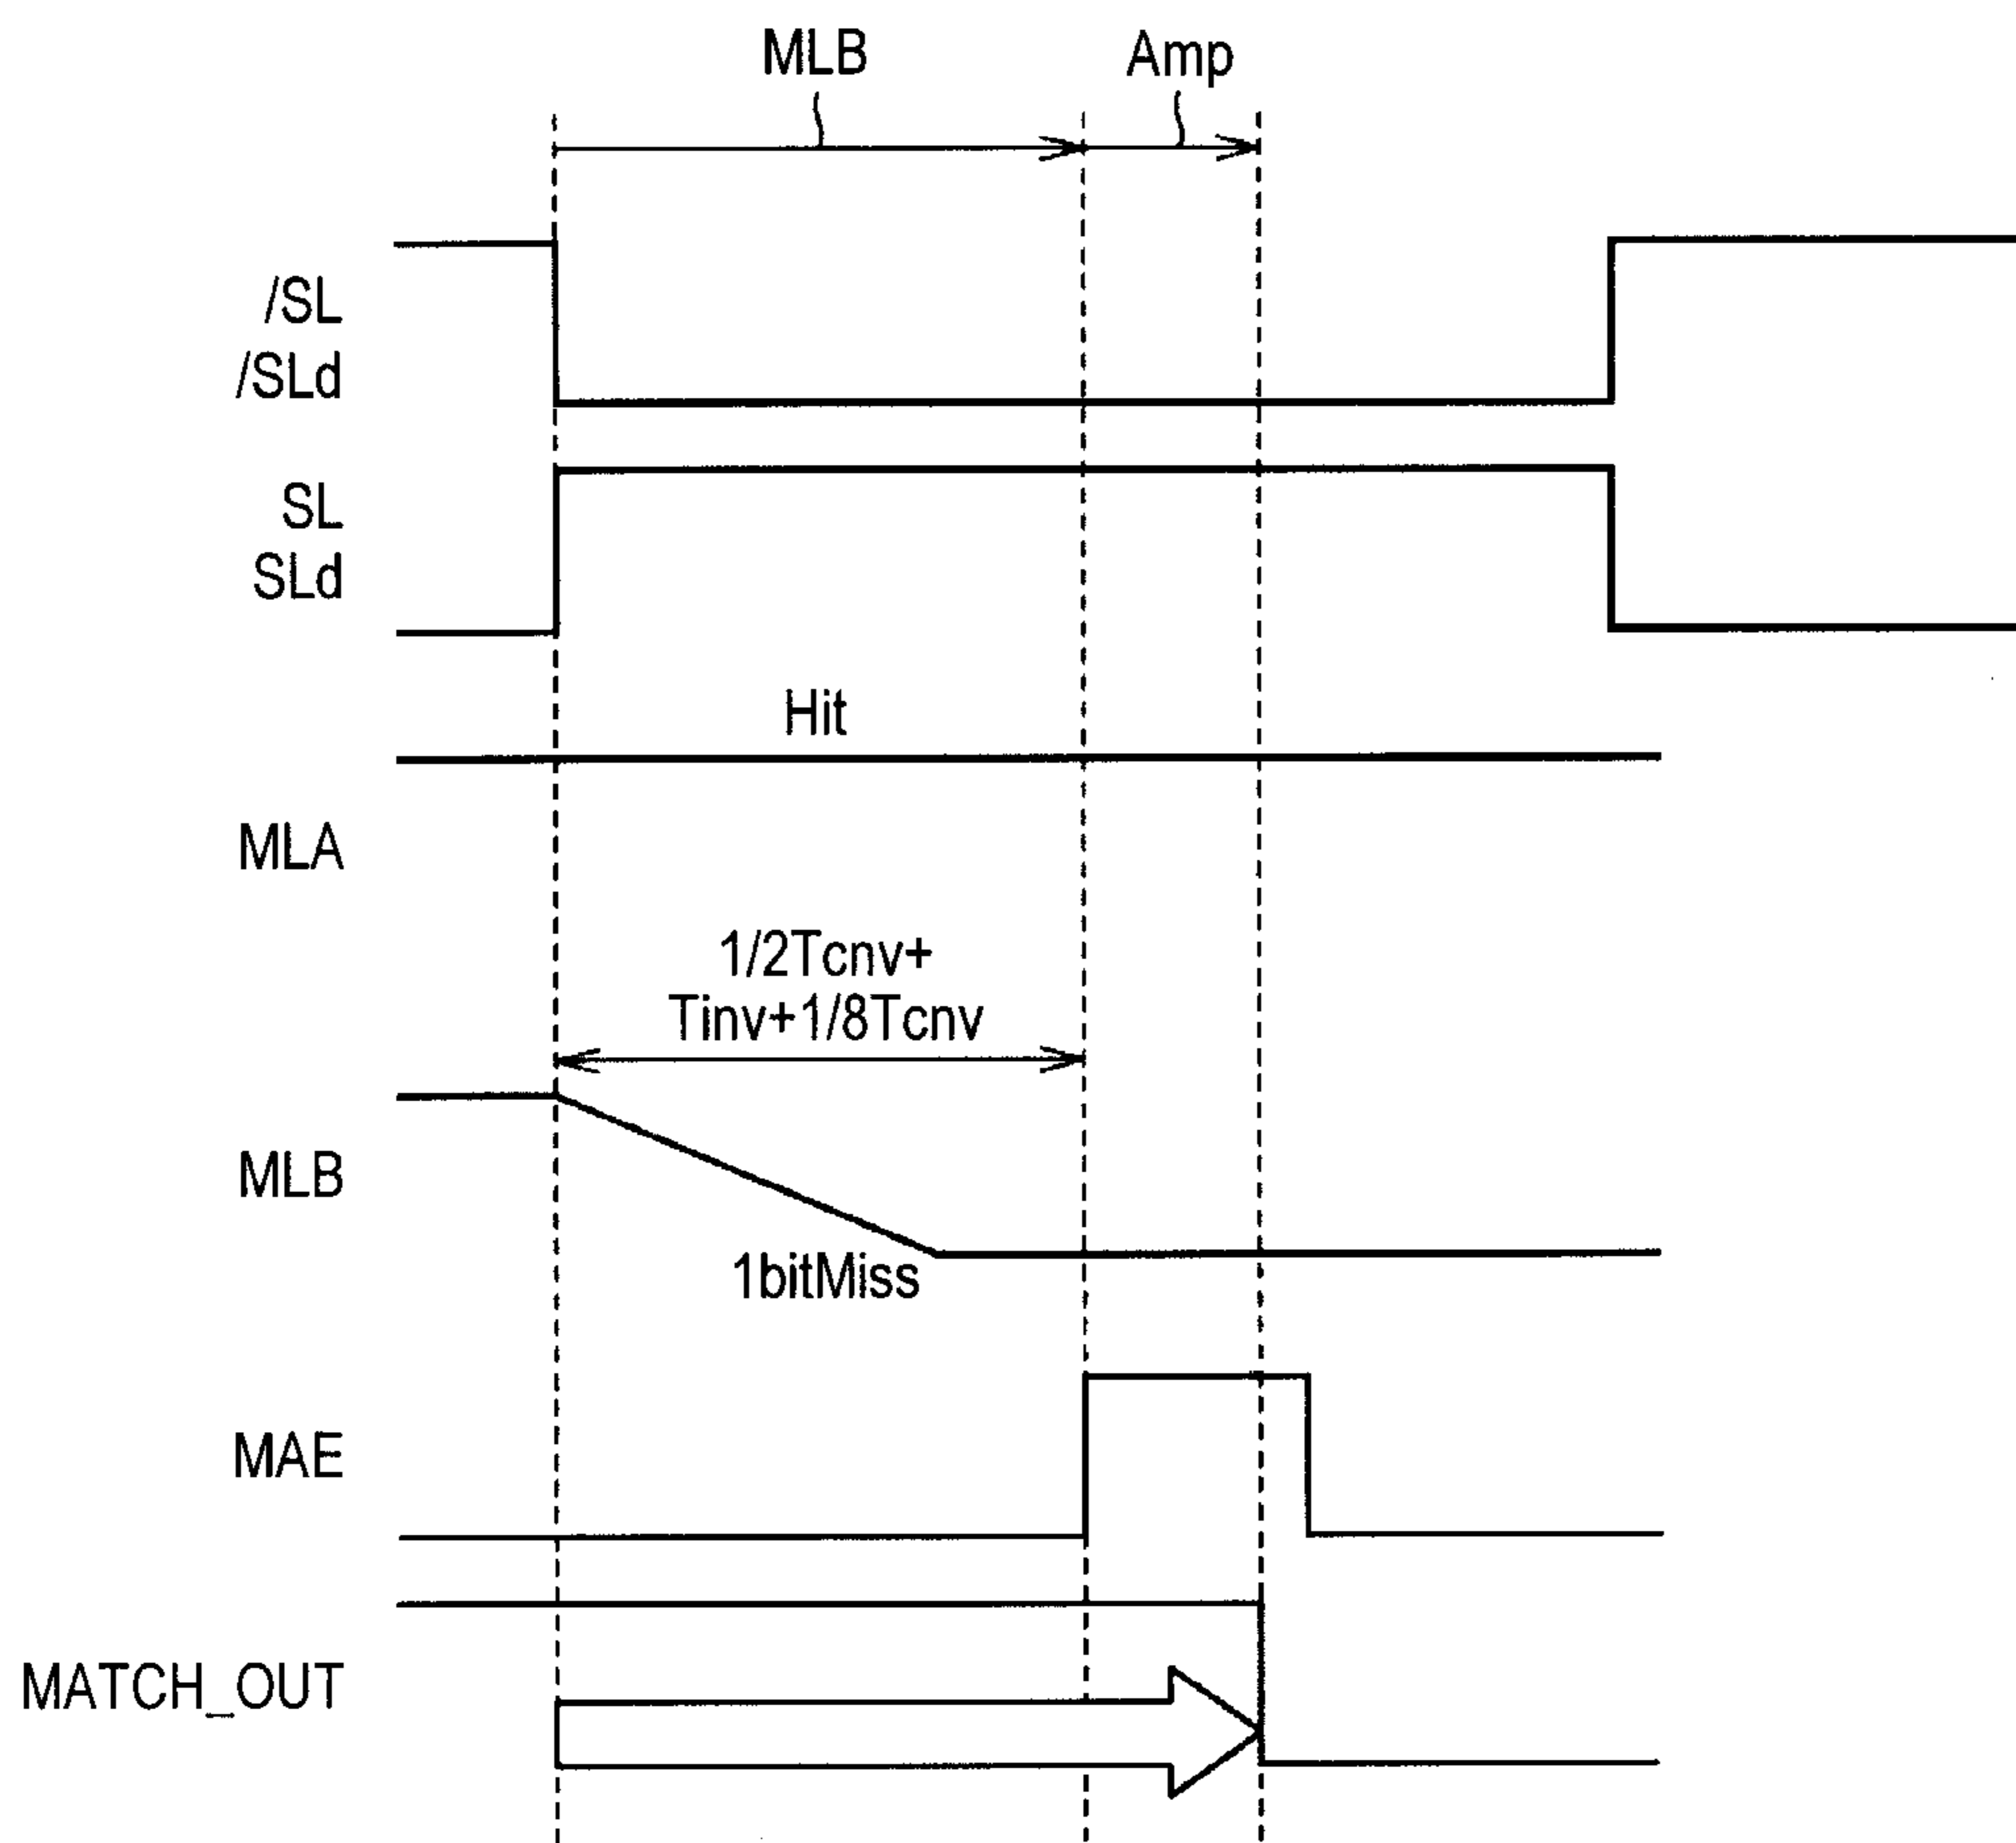 MLB
Amp
/SL
/SLd
SL
SLd
Hit
MLA
1/2Tcnv+
Tinv+1/8Tcnv
MLB
1bitMiss
MAE
MATCH_OUT